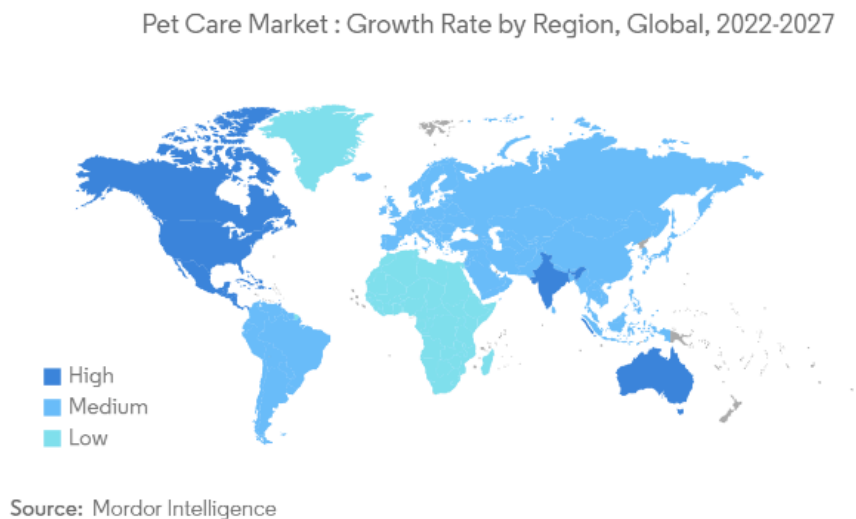 Pet Care Market : Growth Rate by Region, Global, 2022-2027
High
Medium
Low
Source: Mordor Intelligence